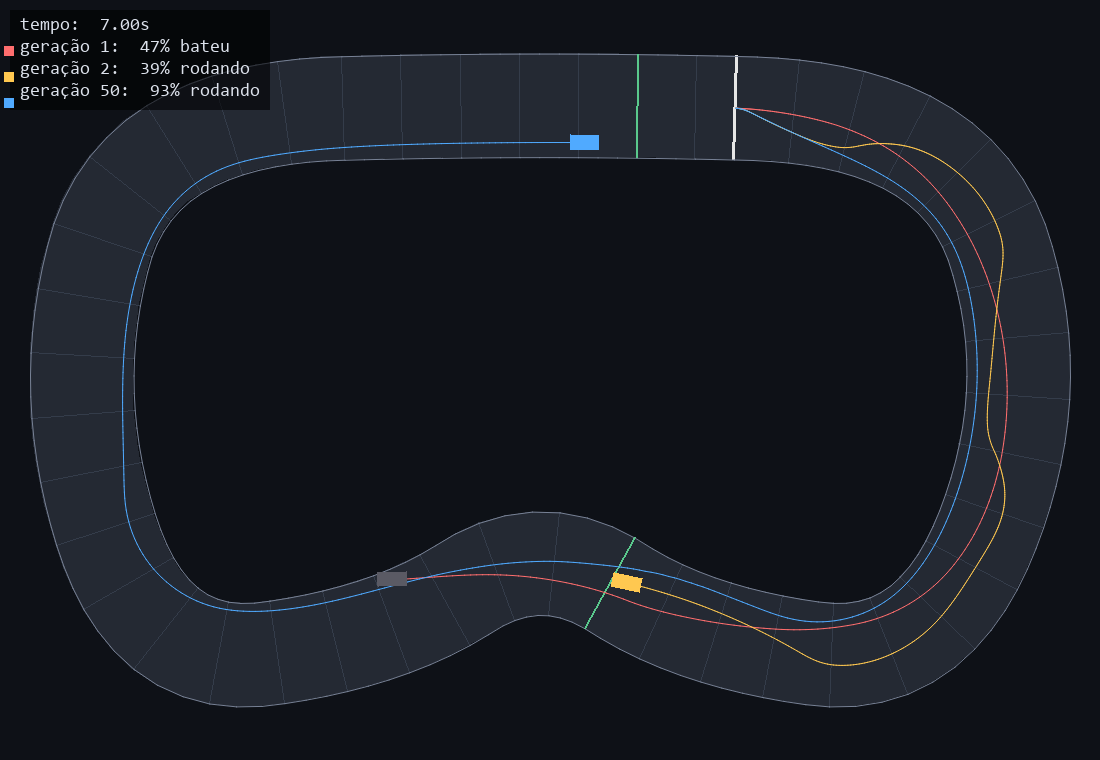 tempo:  7.00s
geração 1:  47% bateu
geração 2:  39% rodando
geração 50:  93% rodando